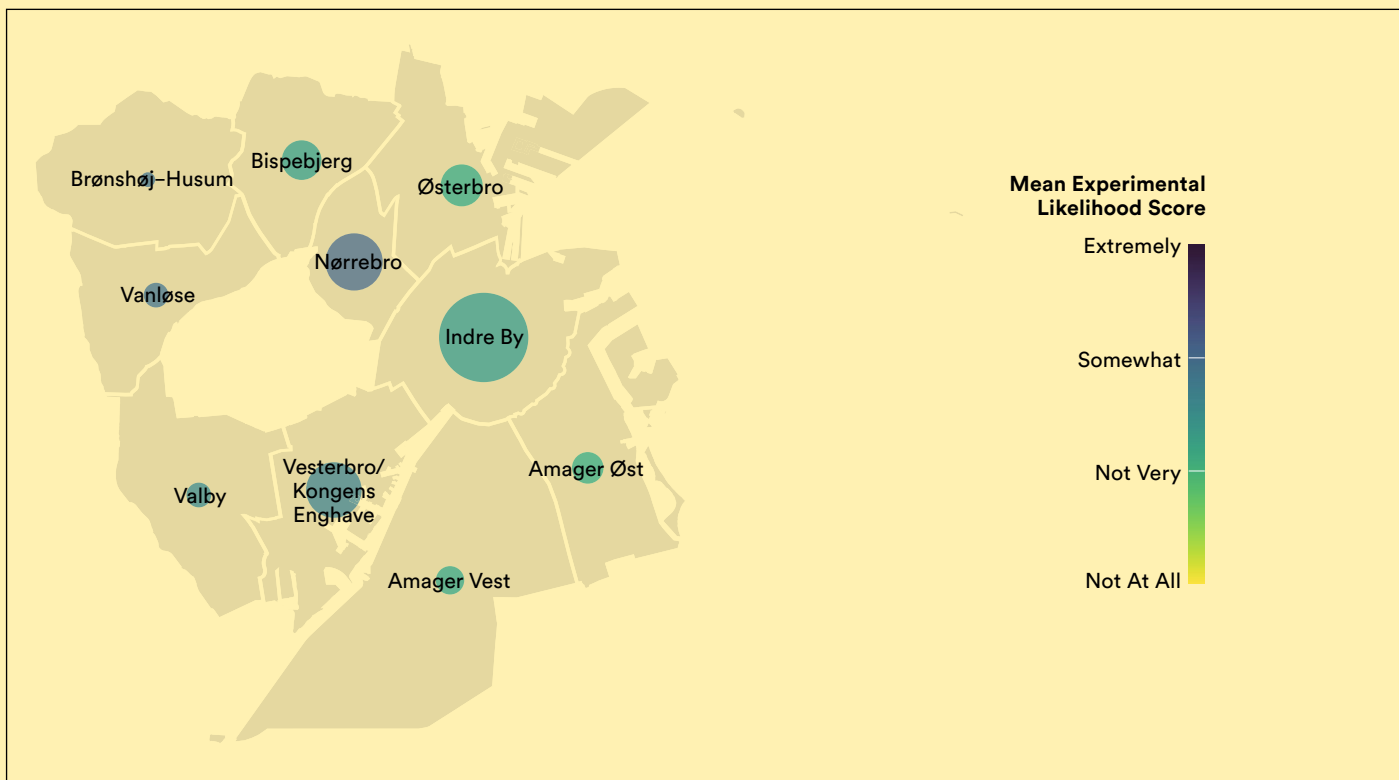 Bispebjerg
Brønshøj–Husum
Østerbro
Nørrebro
Vanløse
Indre By
Vesterbro/
Kongens
Enghave
Valby
Amager Øst
Amager Vest
Mean Experimental
Likelihood Score
Extremely
Somewhat
Not Very
Not At All